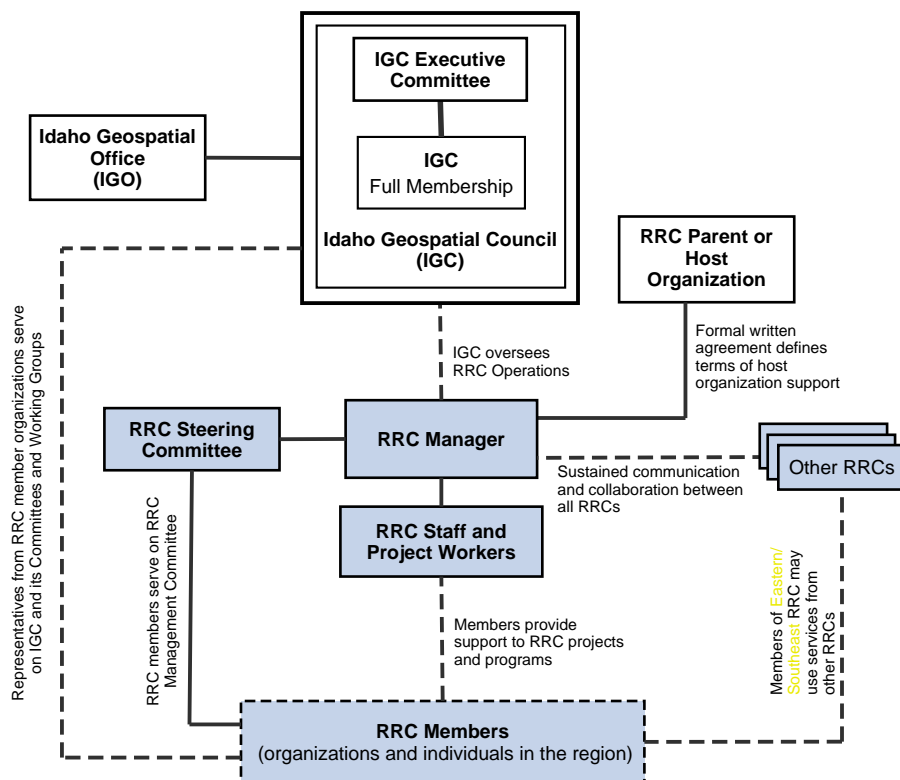 IGC Executive
Committee
IGC
Full Membership
Idaho Geospatial Council
(IGC)
Idaho Geospatial
Office
(IGO)
RRC Parent or
Host
Organization
Formal written
agreement defines
terms of host
organization support
IGC oversees
RRC Operations
Representatives from RRC member organizations serve
on IGC and its Committees and Working Groups
RRC Steering
Committee
RRC Manager
Other RRCs
Sustained communication
and collaboration between
all RRCs
RRC Staff and
Project Workers
RRC members serve on RRC
Management Committee
Members provide
support to RRC projects
and programs
Members of Eastern/
Southeast RRC may
use services from
other RRCs
RRC Members
(organizations and individuals in the region)